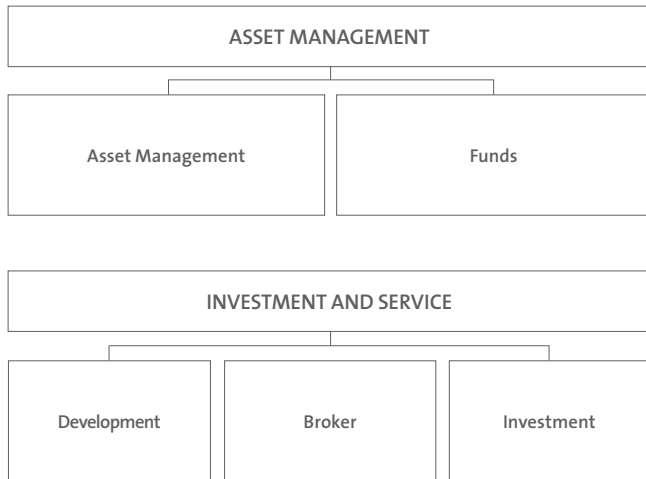 ASSET MANAGEMENT
Asset Management
Funds
INVESTMENT AND SERVICE
Development
Broker
Investment